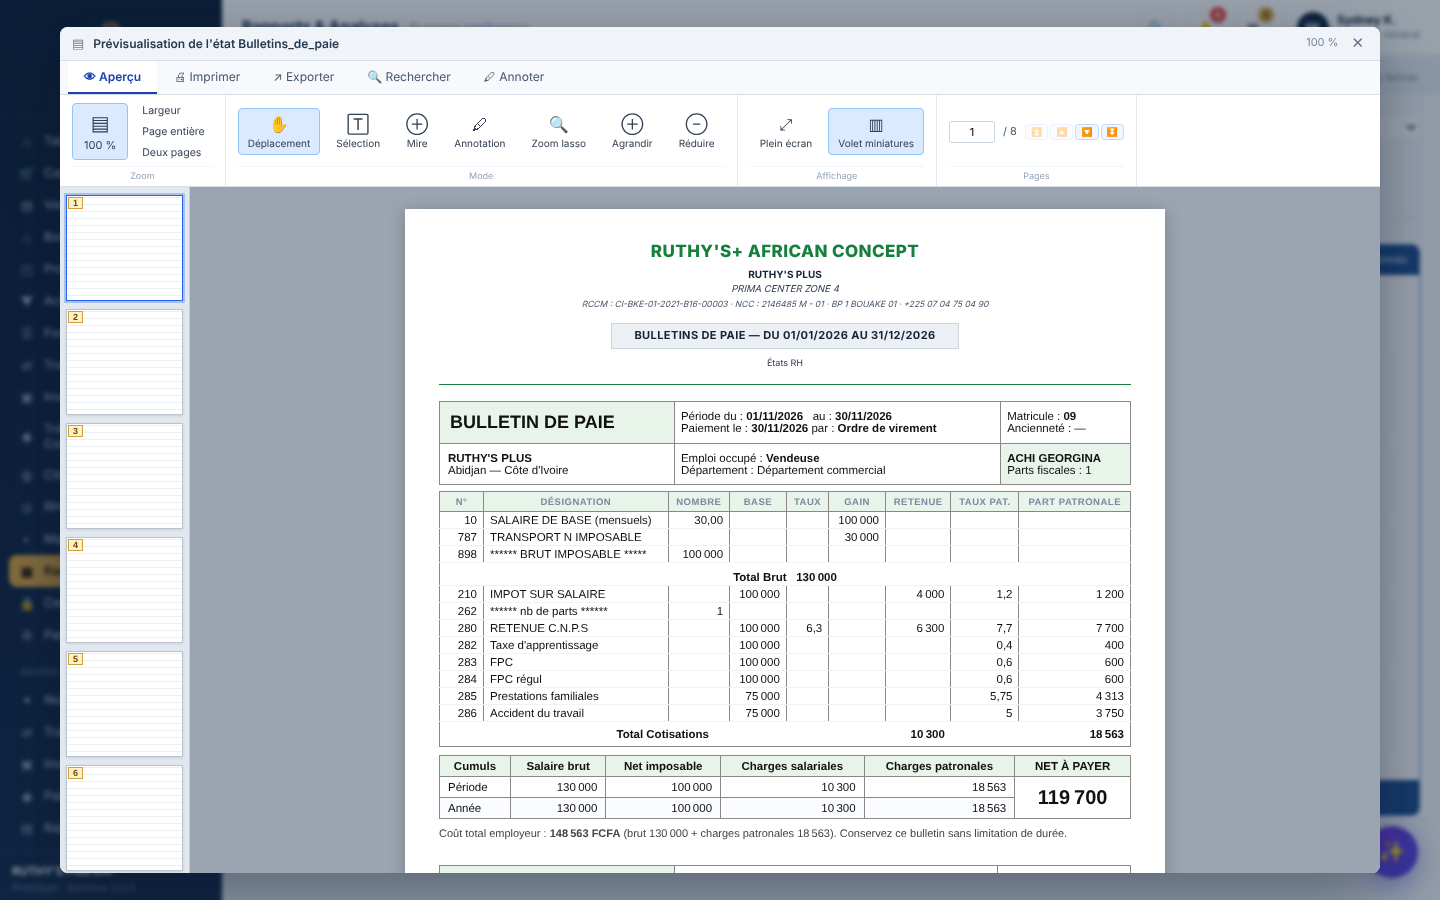 Rapports & Analyses
Sydney K.
Prévisualisation de l'état Bulletins_de_paie
100 %
Aperçu
Imprimer
Exporter
Rechercher
Annoter
100 %
Largeur
Page entière
Deux pages
Zoom
Déplacement
Sélection
Mire
Annotation
Zoom lasso
Agrandir
Réduire
Mode
Plein écran
Volet miniatures
Affichage
1 / 8
Pages
1
2
3
4
5
6
RUTHY'S+ AFRICAN CONCEPT
RUTHY'S PLUS
PRIMA CENTER ZONE 4
RCCM : CI-BKE-01-2021-B16-00003 · NCC : 2146485 M - 01 · BP 1 BOUAKE 01 · +225 07 04 75 04 90
BULLETINS DE PAIE — DU 01/01/2026 AU 31/12/2026
États RH
BULLETIN DE PAIE
Période du : 01/11/2026 au : 30/11/2026
Paiement le : 30/11/2026 par : Ordre de virement
Matricule : 09
Ancienneté : —
RUTHY'S PLUS
Abidjan — Côte d'Ivoire
Emploi occupé : Vendeuse
Département : Département commercial
ACHI GEORGINA
Parts fiscales : 1
N° DÉSIGNATION NOMBRE BASE TAUX GAIN RETENUE TAUX PAT. PART PATRONALE
10 SALAIRE DE BASE (mensuels) 30,00 100 000
787 TRANSPORT N IMPOSABLE 30 000
898 ****** BRUT IMPOSABLE ***** 100 000
Total Brut 130 000
210 IMPOT SUR SALAIRE 100 000 4 000 1,2 1 200
262 ****** nb de parts ****** 1
280 RETENUE C.N.P.S 100 000 6,3 6 300 7,7 7 700
282 Taxe d'apprentissage 100 000 0,4 400
283 FPC 100 000 0,6 600
284 FPC régul 100 000 0,6 600
285 Prestations familiales 75 000 5,75 4 313
286 Accident du travail 75 000 5 3 750
Total Cotisations 10 300 18 563
Cumuls Salaire brut Net imposable Charges salariales Charges patronales NET À PAYER
Période 130 000 100 000 10 300 18 563
119 700
Année 130 000 100 000 10 300 18 563
Coût total employeur : 148 563 FCFA (brut 130 000 + charges patronales 18 563). Conservez ce bulletin sans limitation de durée.